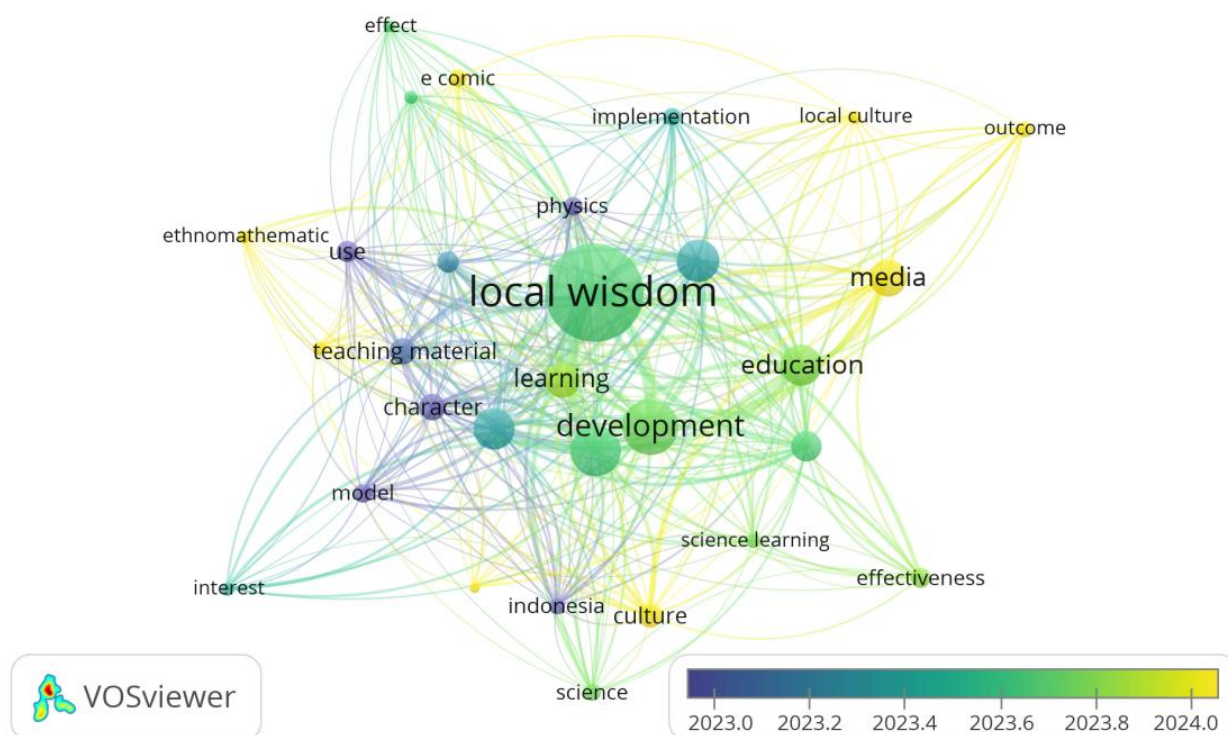 effect
e comic
implementation
local culture
outcome
physics
ethnomathematic
use
local wisdom
media
teaching material
learning
education
character
development
model
science learning
effectiveness
interest
indonesia
culture
science
VOSviewer
2023.0 2023.2 2023.4 2023.6 2023.8 2024.0